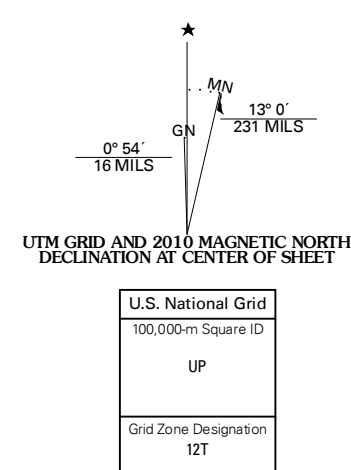 ★
MN
GN
13° 0´
231 MILS
0° 54´
16 MILS
UTM GRID AND 2010 MAGNETIC NORTH
DECLINATION AT CENTER OF SHEET
U.S. National Grid
100,000-m Square ID
UP
Grid Zone Designation
12T